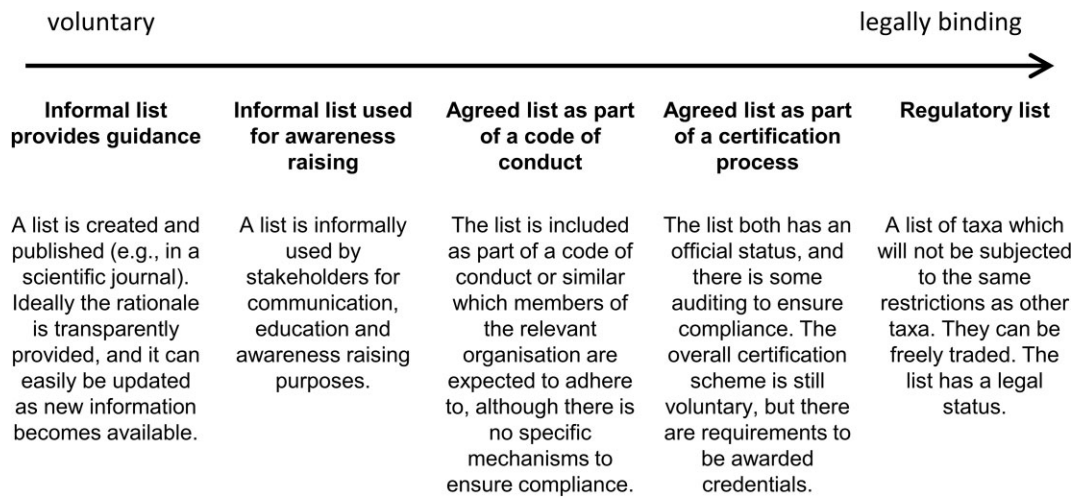 voluntary
legally binding
Informal list
provides guidance
Informal list used
for awareness
raising
Agreed list as part
of a code of
conduct
Agreed list as part
of a certification
process
Regulatory list
A list is created and
published (e.g., in a
scientific journal).
Ideally the rationale
is transparently
provided, and it can
easily be updated
as new information
becomes available.
A list is informally
used by
stakeholders for
communication,
education and
awareness raising
purposes.
The list is included
as part of a code of
conduct or similar
which members of
the relevant
organisation are
expected to adhere
to, although there is
no specific
mechanisms to
ensure compliance.
The list both has an
official status, and
there is some
auditing to ensure
compliance. The
overall certification
scheme is still
voluntary, but there
are requirements to
be awarded
credentials.
A list of taxa which
will not be subjected
to the same
restrictions as other
taxa. They can be
freely traded. The
list has a legal
status.